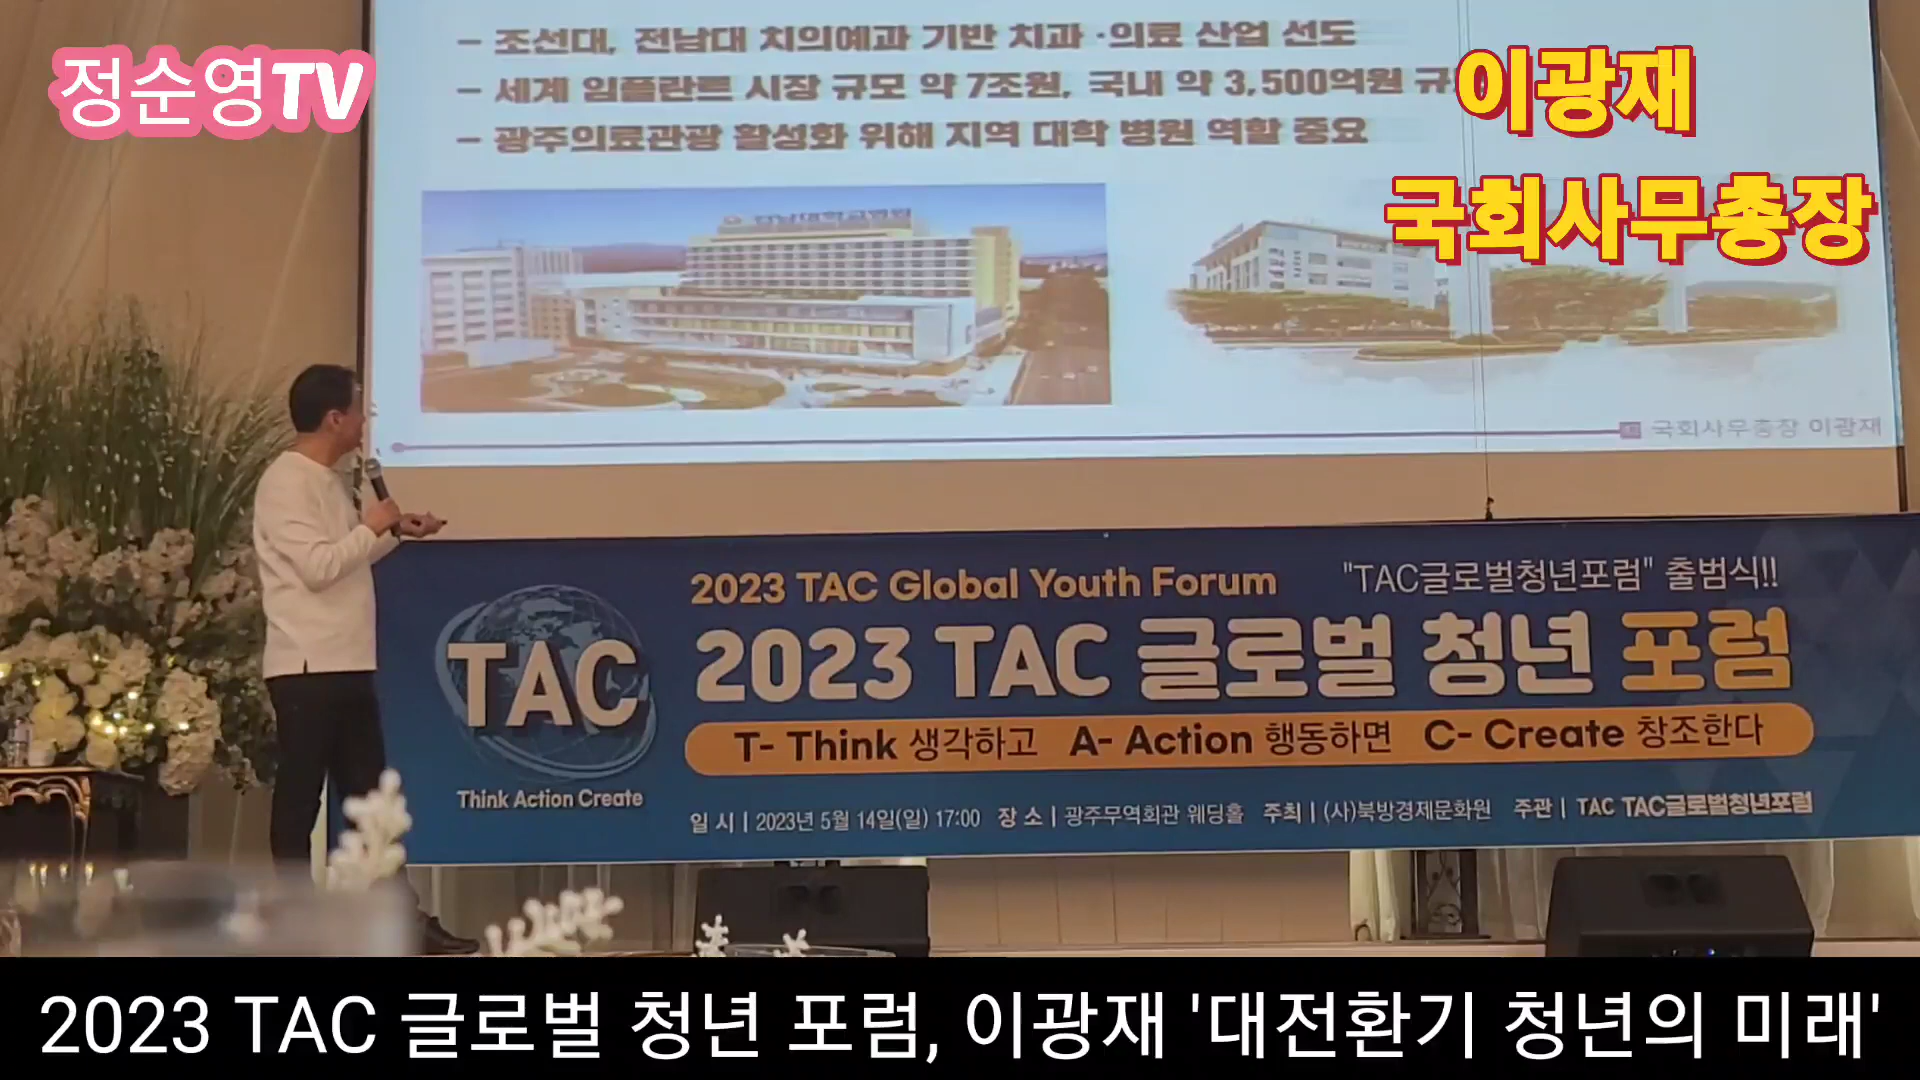 정순영TV
이광재
국회사무총장
- 조선대, 전남대 치의예과 기반 치과·의료 산업 선도
- 세계 임플란트 시장 규모 약 7조원, 국내 약 3,500억원 규
- 광주의료관광 활성화 위해 지역 대학 병원 역할 중요
국회사무총장 이광재
2023 TAC Global Youth Forum "TAC글로벌청년포럼" 출범식!!
2023 TAC 글로벌 청년 포럼
T- Think 생각하고 A- Action 행동하면 C- Create 창조한다
TAC
Think Action Create
일 시 | 2023년 5월 14일(일) 17:00 장 소 | 광주무역회관 웨딩홀 주최 | (사)북방경제문화원 주관 | TAC TAC글로벌청년포럼
2023 TAC 글로벌 청년 포럼, 이광재 '대전환기 청년의 미래'